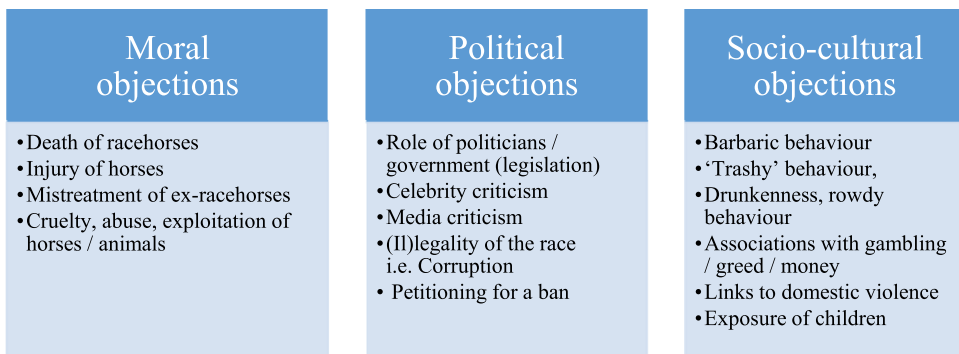 Moral
objections
•Death of racehorses
•Injury of horses
•Mistreatment of ex-racehorses
•Cruelty, abuse, exploitation of
horses / animals
Political
objections
•Role of politicians /
government (legislation)
•Celebrity criticism
•Media criticism
•(Il)legality of the race
i.e. Corruption
• Petitioning for a ban
Socio-cultural
objections
•Barbaric behaviour
•‘Trashy’ behaviour,
•Drunkenness, rowdy
behaviour
•Associations with gambling
/ greed / money
•Links to domestic violence
•Exposure of children